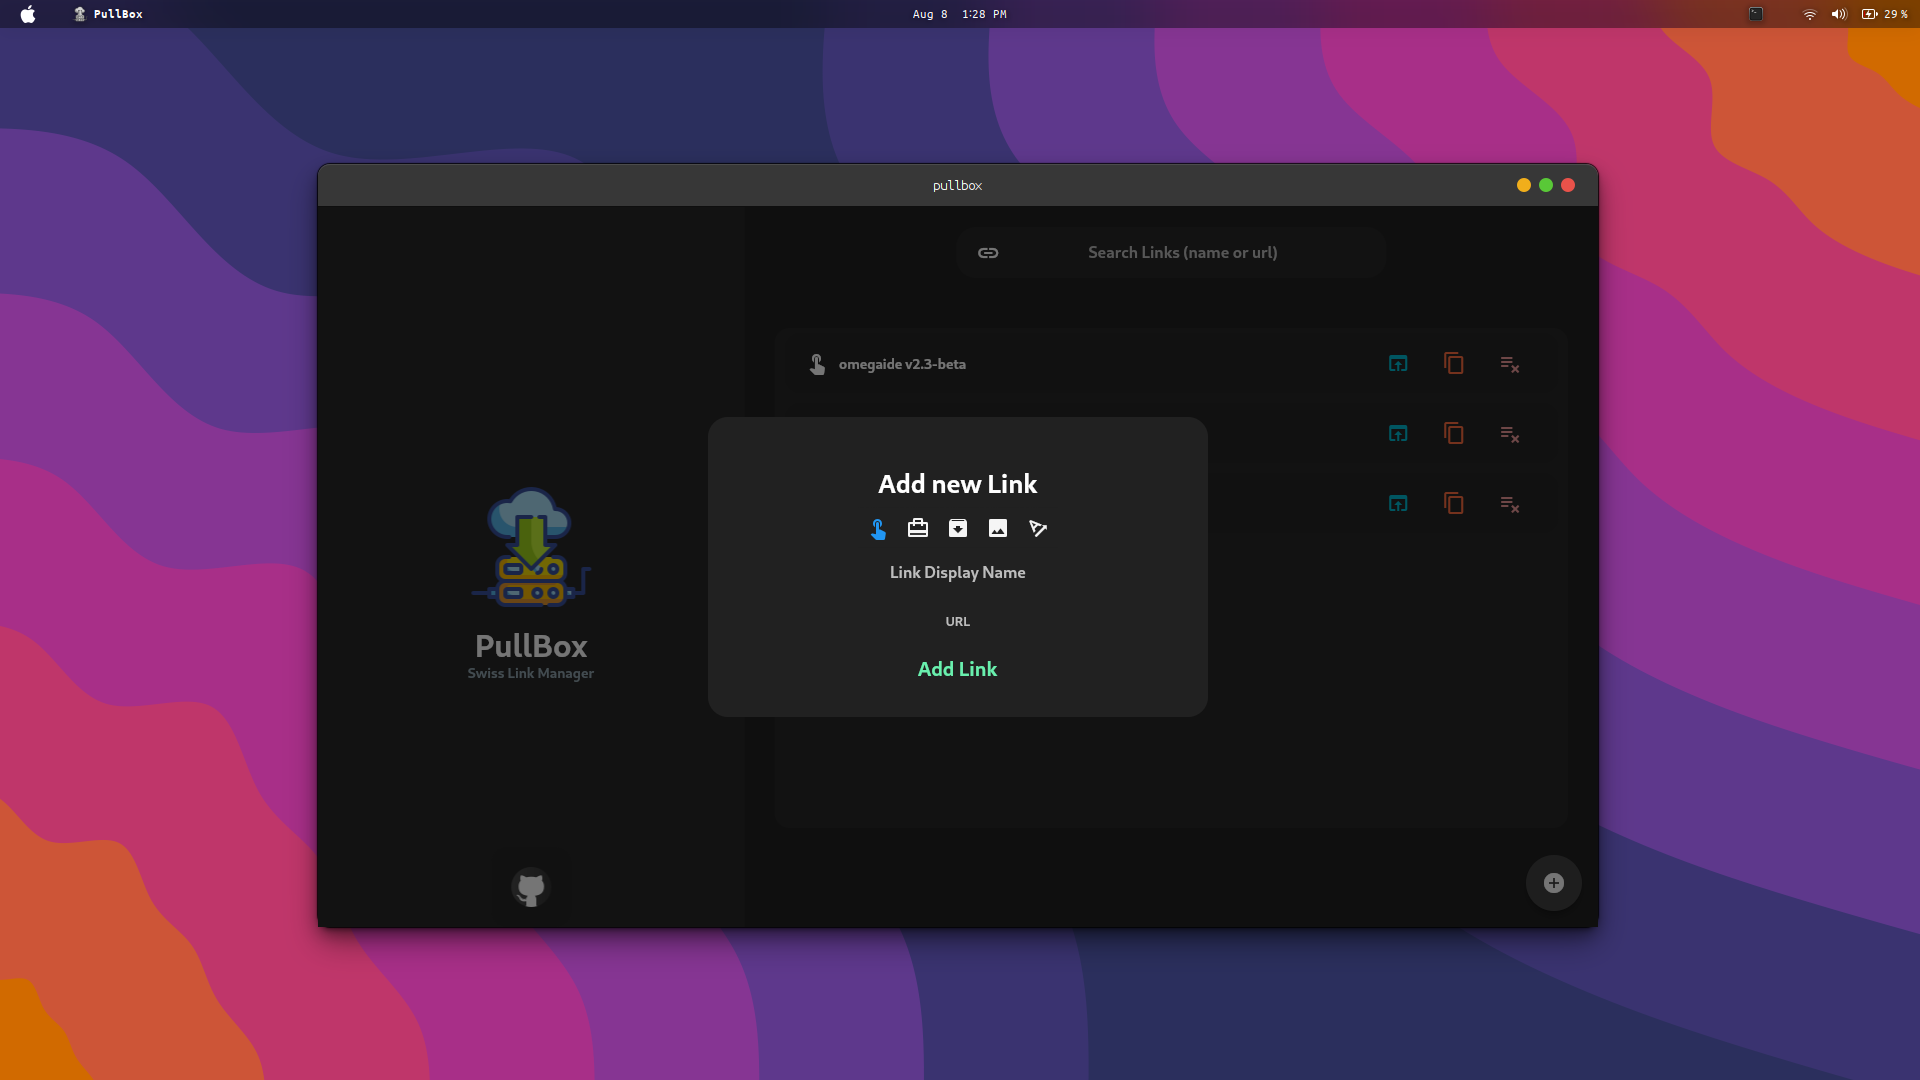 PullBox
Aug 8 1:28 PM
29%
pullbox
Search Links (name or url)
omegaide v2.3-beta
Add new Link
Link Display Name
URL
Add Link
PullBox
Swiss Link Manager